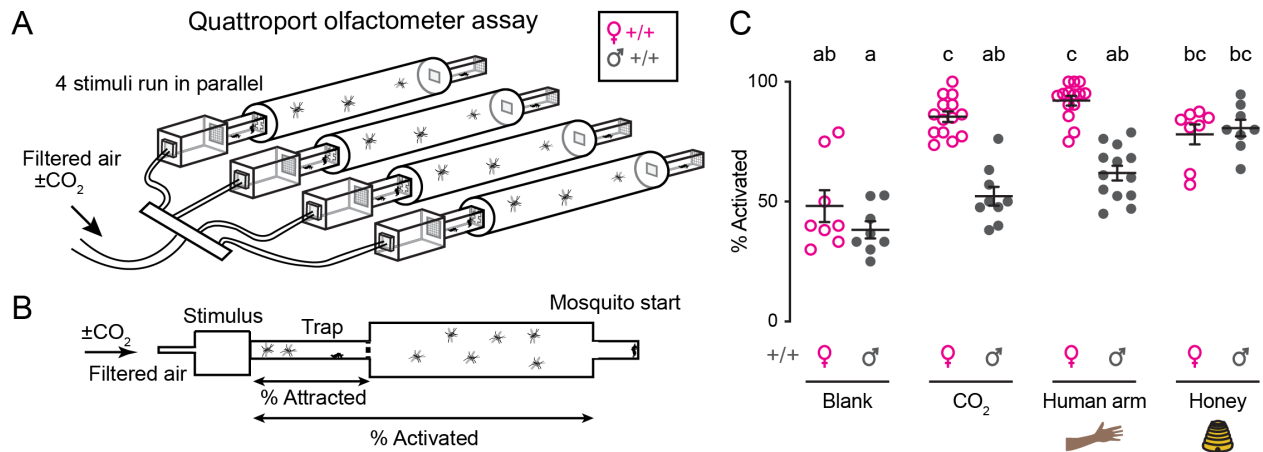 A
Quattroport olfactometer assay
♀ +/+
♂ +/+
4 stimuli run in parallel
Filtered air
±CO₂
B
±CO₂
Filtered air
Stimulus
Trap
Mosquito start
% Attracted
% Activated
C
ab a c ab c ab bc bc
% Activated
100
50
0
+/+ ♀ ♂ ♀ ♂ ♀ ♂ ♀ ♂
Blank CO₂ Human arm Honey